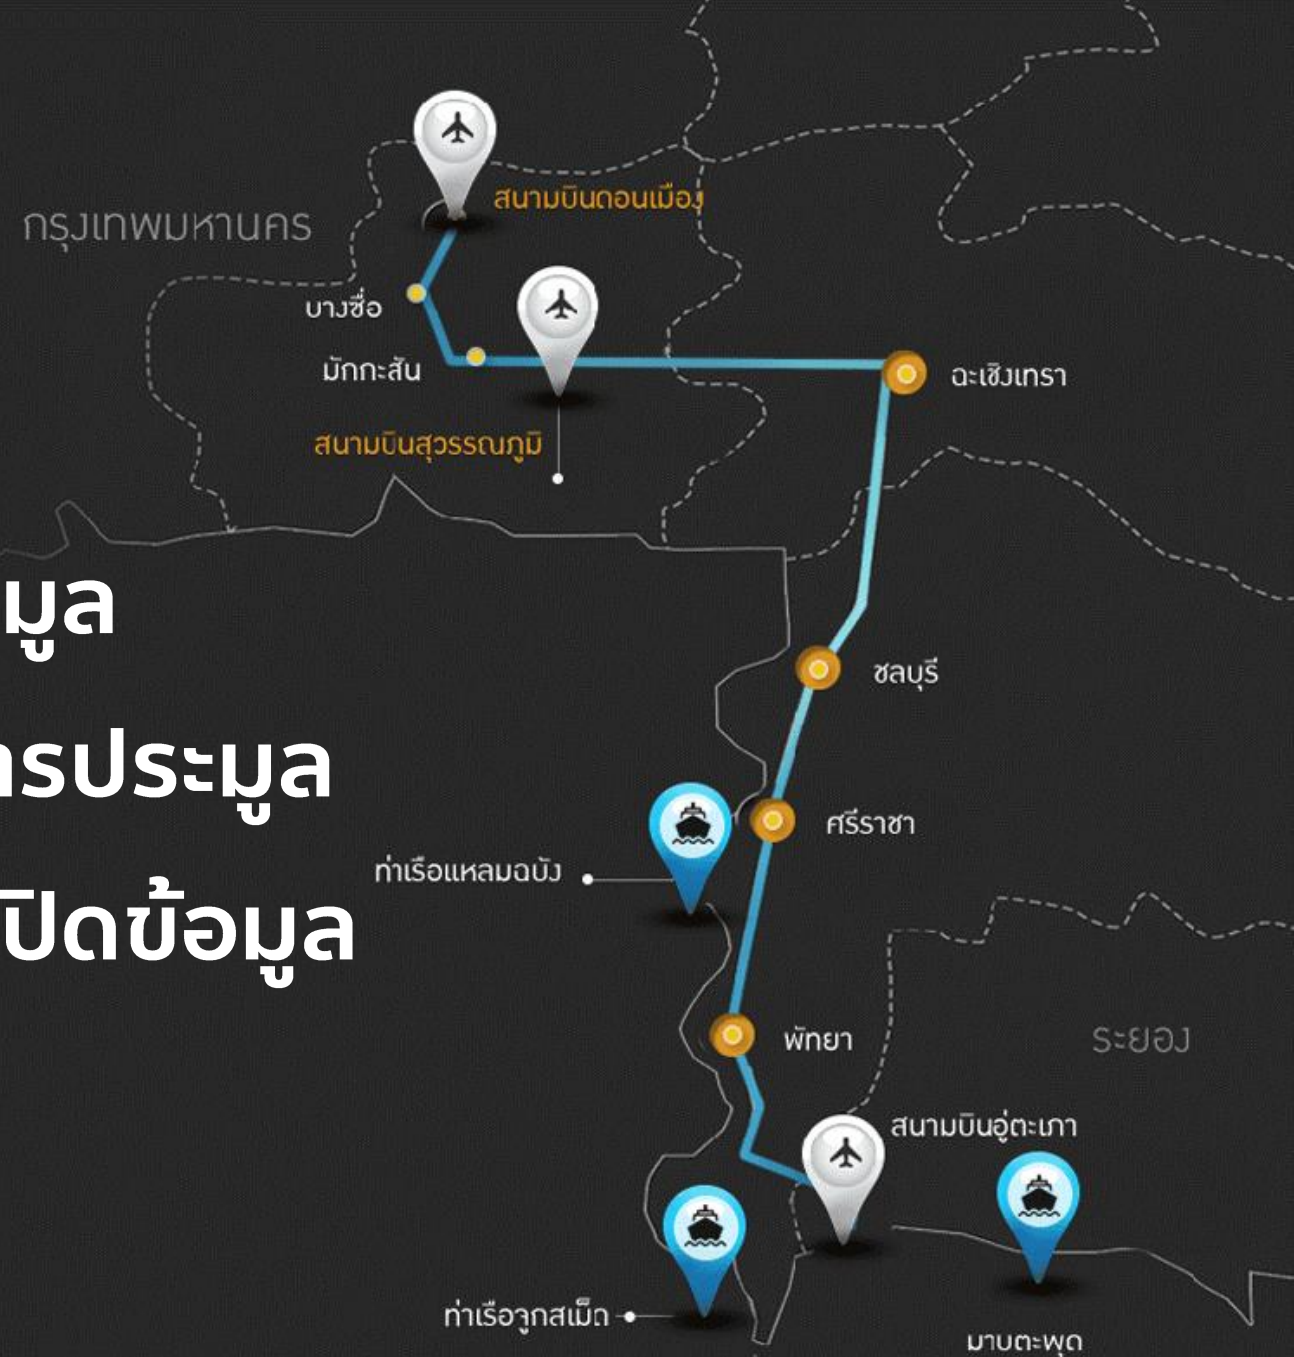 สนามบินดอนเมือง
กรุงเทพมหานคร
บางซื่อ
มักกะสัน
ฉะเชิงเทรา
สนามบินสุวรรณภูมิ
มูล
ารประมูล
ปิดข้อมูล
ชลบุรี
ศรีราชา
ท่าเรือแหลมฉบัง
พัทยา
ระยอง
สนามบินอู่ตะเภา
ท่าเรือจุกสเม็ด
มาบตะพุด